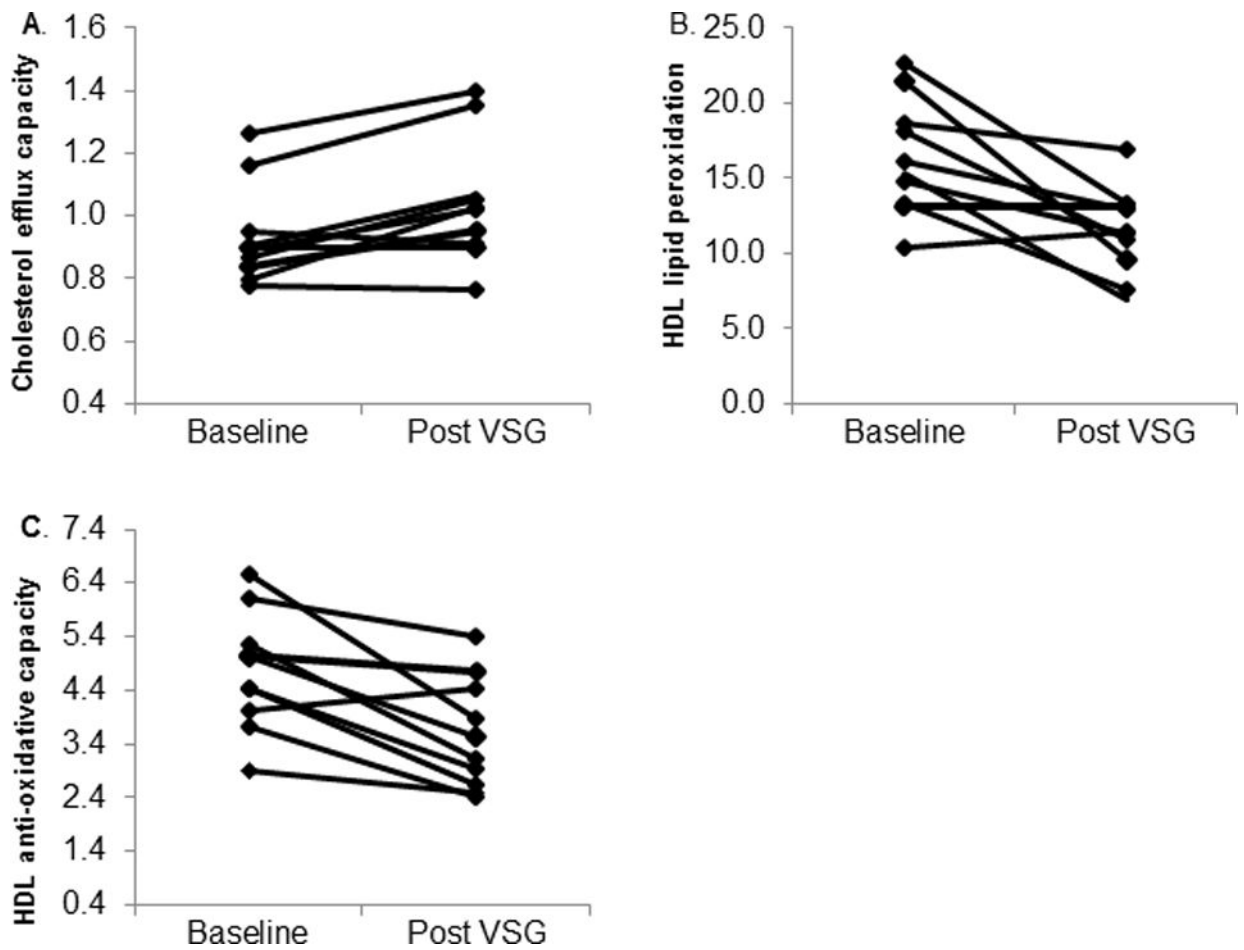 A.
Cholesterol efflux capacity
1.6
1.4
1.2
1.0
0.8
0.6
0.4
Baseline
Post VSG
B.
HDL lipid peroxidation
25.0
20.0
15.0
10.0
5.0
0.0
Baseline
Post VSG
C.
HDL anti-oxidative capacity
7.4
6.4
5.4
4.4
3.4
2.4
1.4
0.4
Baseline
Post VSG